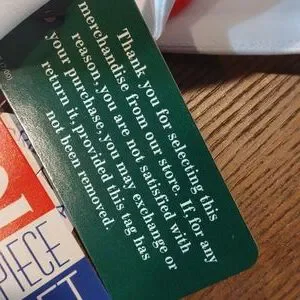 Thank you for selecting this
merchandise from our store. If, for any
reason, you are not satisfied with
your purchase, you may exchange or
return it, provided this tag has
not been removed.
PIECE